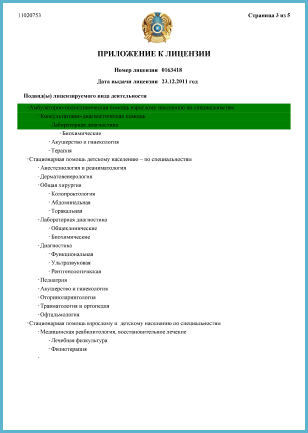 11020753
Страница 3 из 5
ПРИЛОЖЕНИЕ К ЛИЦЕНЗИИ
Номер лицензии 0163418
Дата выдачи лицензии 23.12.2011 год
Подвид(ы) лицензируемого вида деятельности
· Амбулаторно-поликлиническая помощь взрослому населению по специальностям
· Консультативно-диагностическая помощь
· Лабораторная диагностика
· Биохимические
· Акушерство и гинекология
· Терапия
· Стационарная помощь детскому населению – по специальностям
· Анестезиология и реаниматология
· Дерматовенерология
· Общая хирургия
· Колопроктология
· Абдоминальная
· Торакальная
· Лабораторная диагностика
· Общеклинические
· Биохимические
· Диагностика
· Функциональная
· Ультразвуковая
· Рентгенологическая
· Педиатрия
· Акушерство и гинекология
· Оториноларингология
· Травматология и ортопедия
· Офтальмология
· Стационарная помощь взрослому и детскому населению по специальностям
· Медицинская реабилитология, восстановительное лечение
· Лечебная физкультура
· Физиотерапия
·